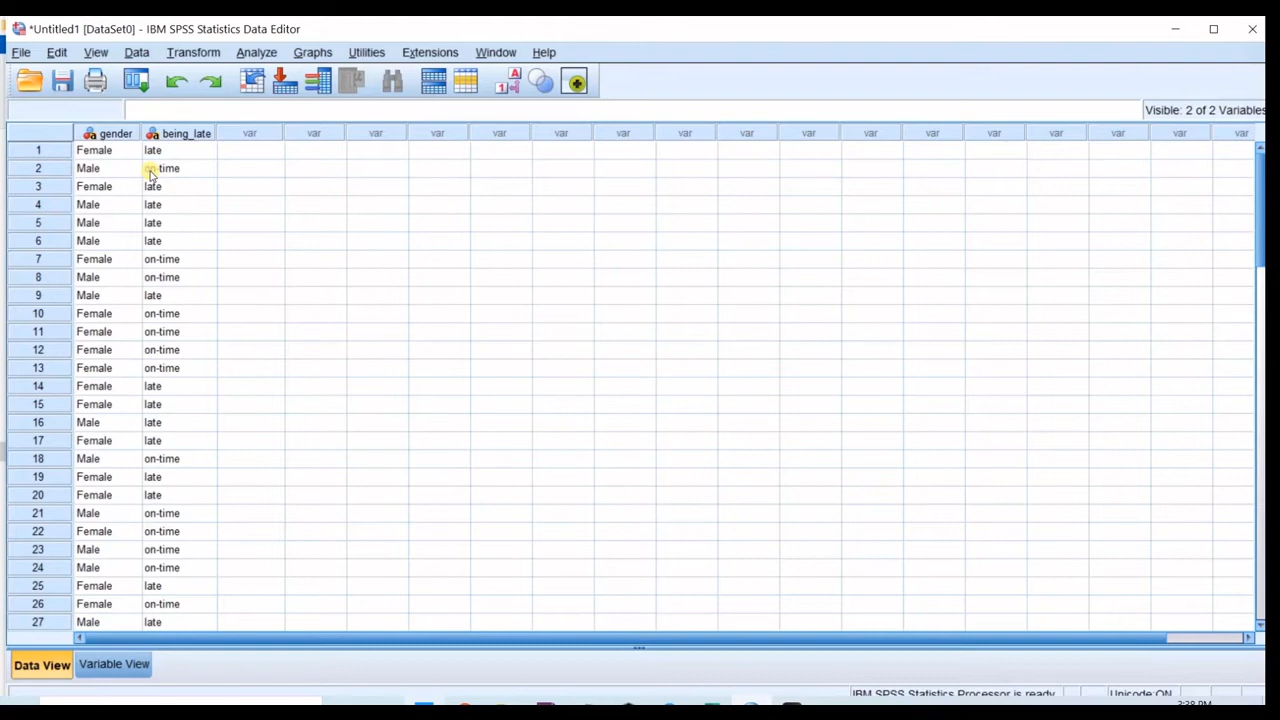 *Untitled1 [DataSet0] - IBM SPSS Statistics Data Editor
File Edit View Data Transform Analyze Graphs Utilities Extensions Window Help
Visible: 2 of 2 Variables
gender being_late var var var var var var var var var var var var var var var var var
1 Female late
2 Male on-time
3 Female late
4 Male late
5 Male late
6 Male late
7 Female on-time
8 Male on-time
9 Male late
10 Female on-time
11 Female on-time
12 Female on-time
13 Female on-time
14 Female late
15 Female late
16 Male late
17 Female late
18 Male on-time
19 Female late
20 Female late
21 Male on-time
22 Female on-time
23 Male on-time
24 Male on-time
25 Female late
26 Female on-time
27 Male late
Data View Variable View
IBM SPSS Statistics Processor is ready Unicode:ON
3:38 PM